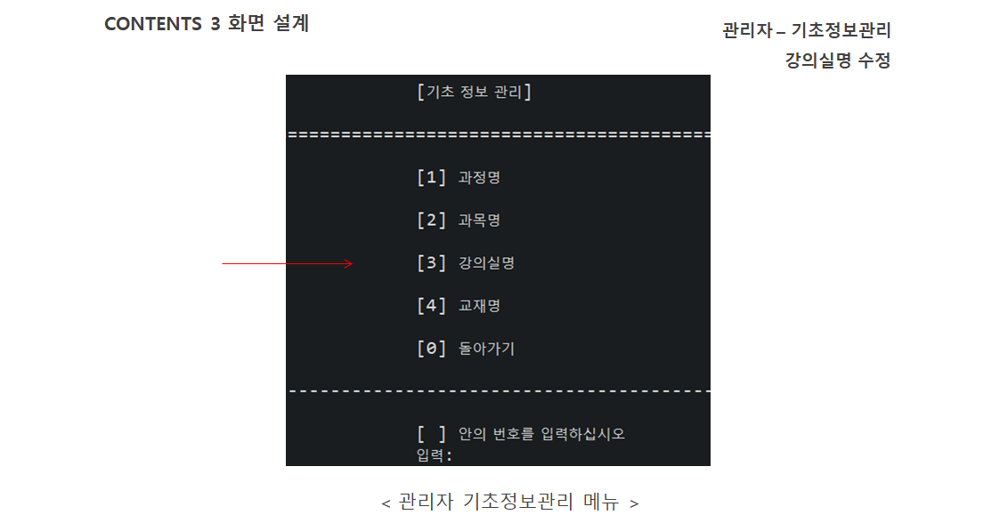 CONTENTS 3 화면 설계
관리자 – 기초정보관리
강의실명 수정
[기초 정보 관리]
========================================
[1] 과정명
[2] 과목명
[3] 강의실명
[4] 교재명
[0] 돌아가기
----------------------------------------
[ ] 안의 번호를 입력하십시오
입력:
< 관리자 기초정보관리 메뉴 >